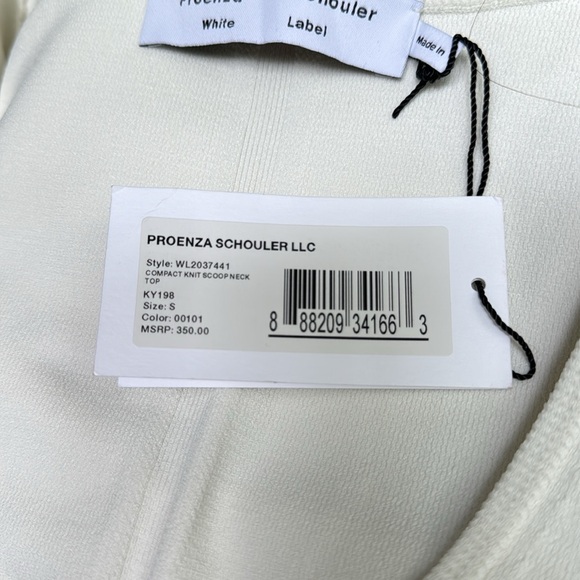 Proenza Schouler
White Label
Made in
PROENZA SCHOULER LLC
Style: WL2037441
COMPACT KNIT SCOOP NECK
TOP
KY198
Size: S
Color: 00101
MSRP: 350.00
8 88209 34166 3